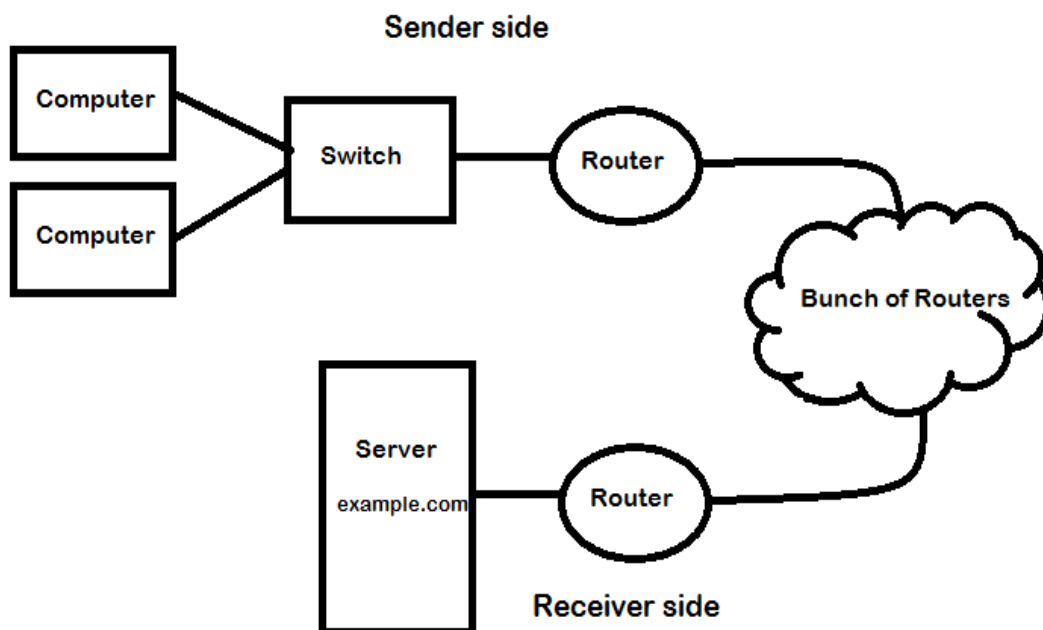 Sender side
Computer
Switch
Router
Computer
Bunch of Routers
Server
example.com
Router
Receiver side